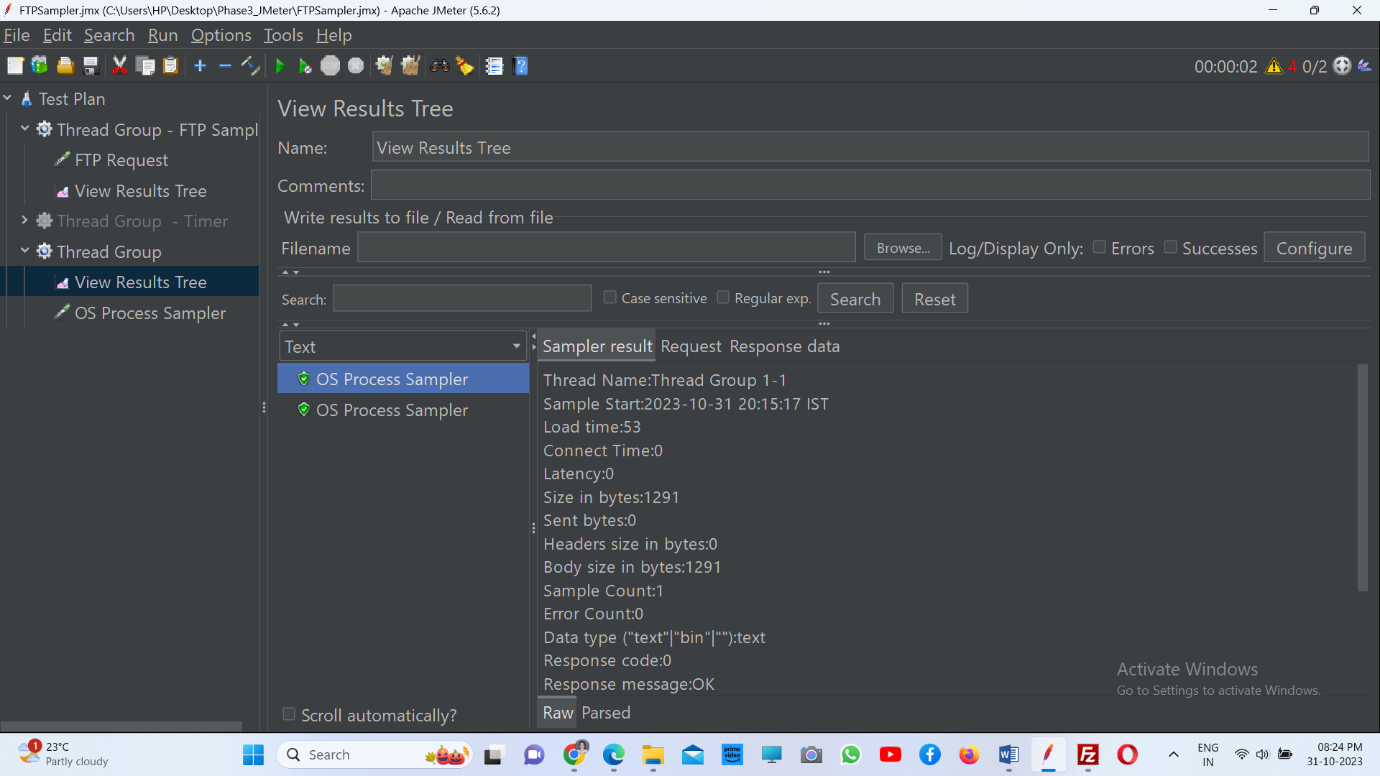 FTPSampler.jmx (C:\Users\HP\Desktop\Phase3_JMeter\FTPSampler.jmx) - Apache JMeter (5.6.2)
File Edit Search Run Options Tools Help
00:00:02 4 0/2
Test Plan
Thread Group - FTP Sampl
FTP Request
View Results Tree
Thread Group - Timer
Thread Group
View Results Tree
OS Process Sampler
View Results Tree
Name: View Results Tree
Comments:
Write results to file / Read from file
Filename Browse... Log/Display Only: Errors Successes Configure
Search: Case sensitive Regular exp. Search Reset
Text
OS Process Sampler
OS Process Sampler
Scroll automatically?
Sampler result Request Response data
Thread Name:Thread Group 1-1
Sample Start:2023-10-31 20:15:17 IST
Load time:53
Connect Time:0
Latency:0
Size in bytes:1291
Sent bytes:0
Headers size in bytes:0
Body size in bytes:1291
Sample Count:1
Error Count:0
Data type ("text"|"bin"|""):text
Response code:0
Response message:OK
Raw Parsed
Activate Windows
Go to Settings to activate Windows.
1
23°C
Partly cloudy
Search
prime video
ENG
IN
08:24 PM
31-10-2023